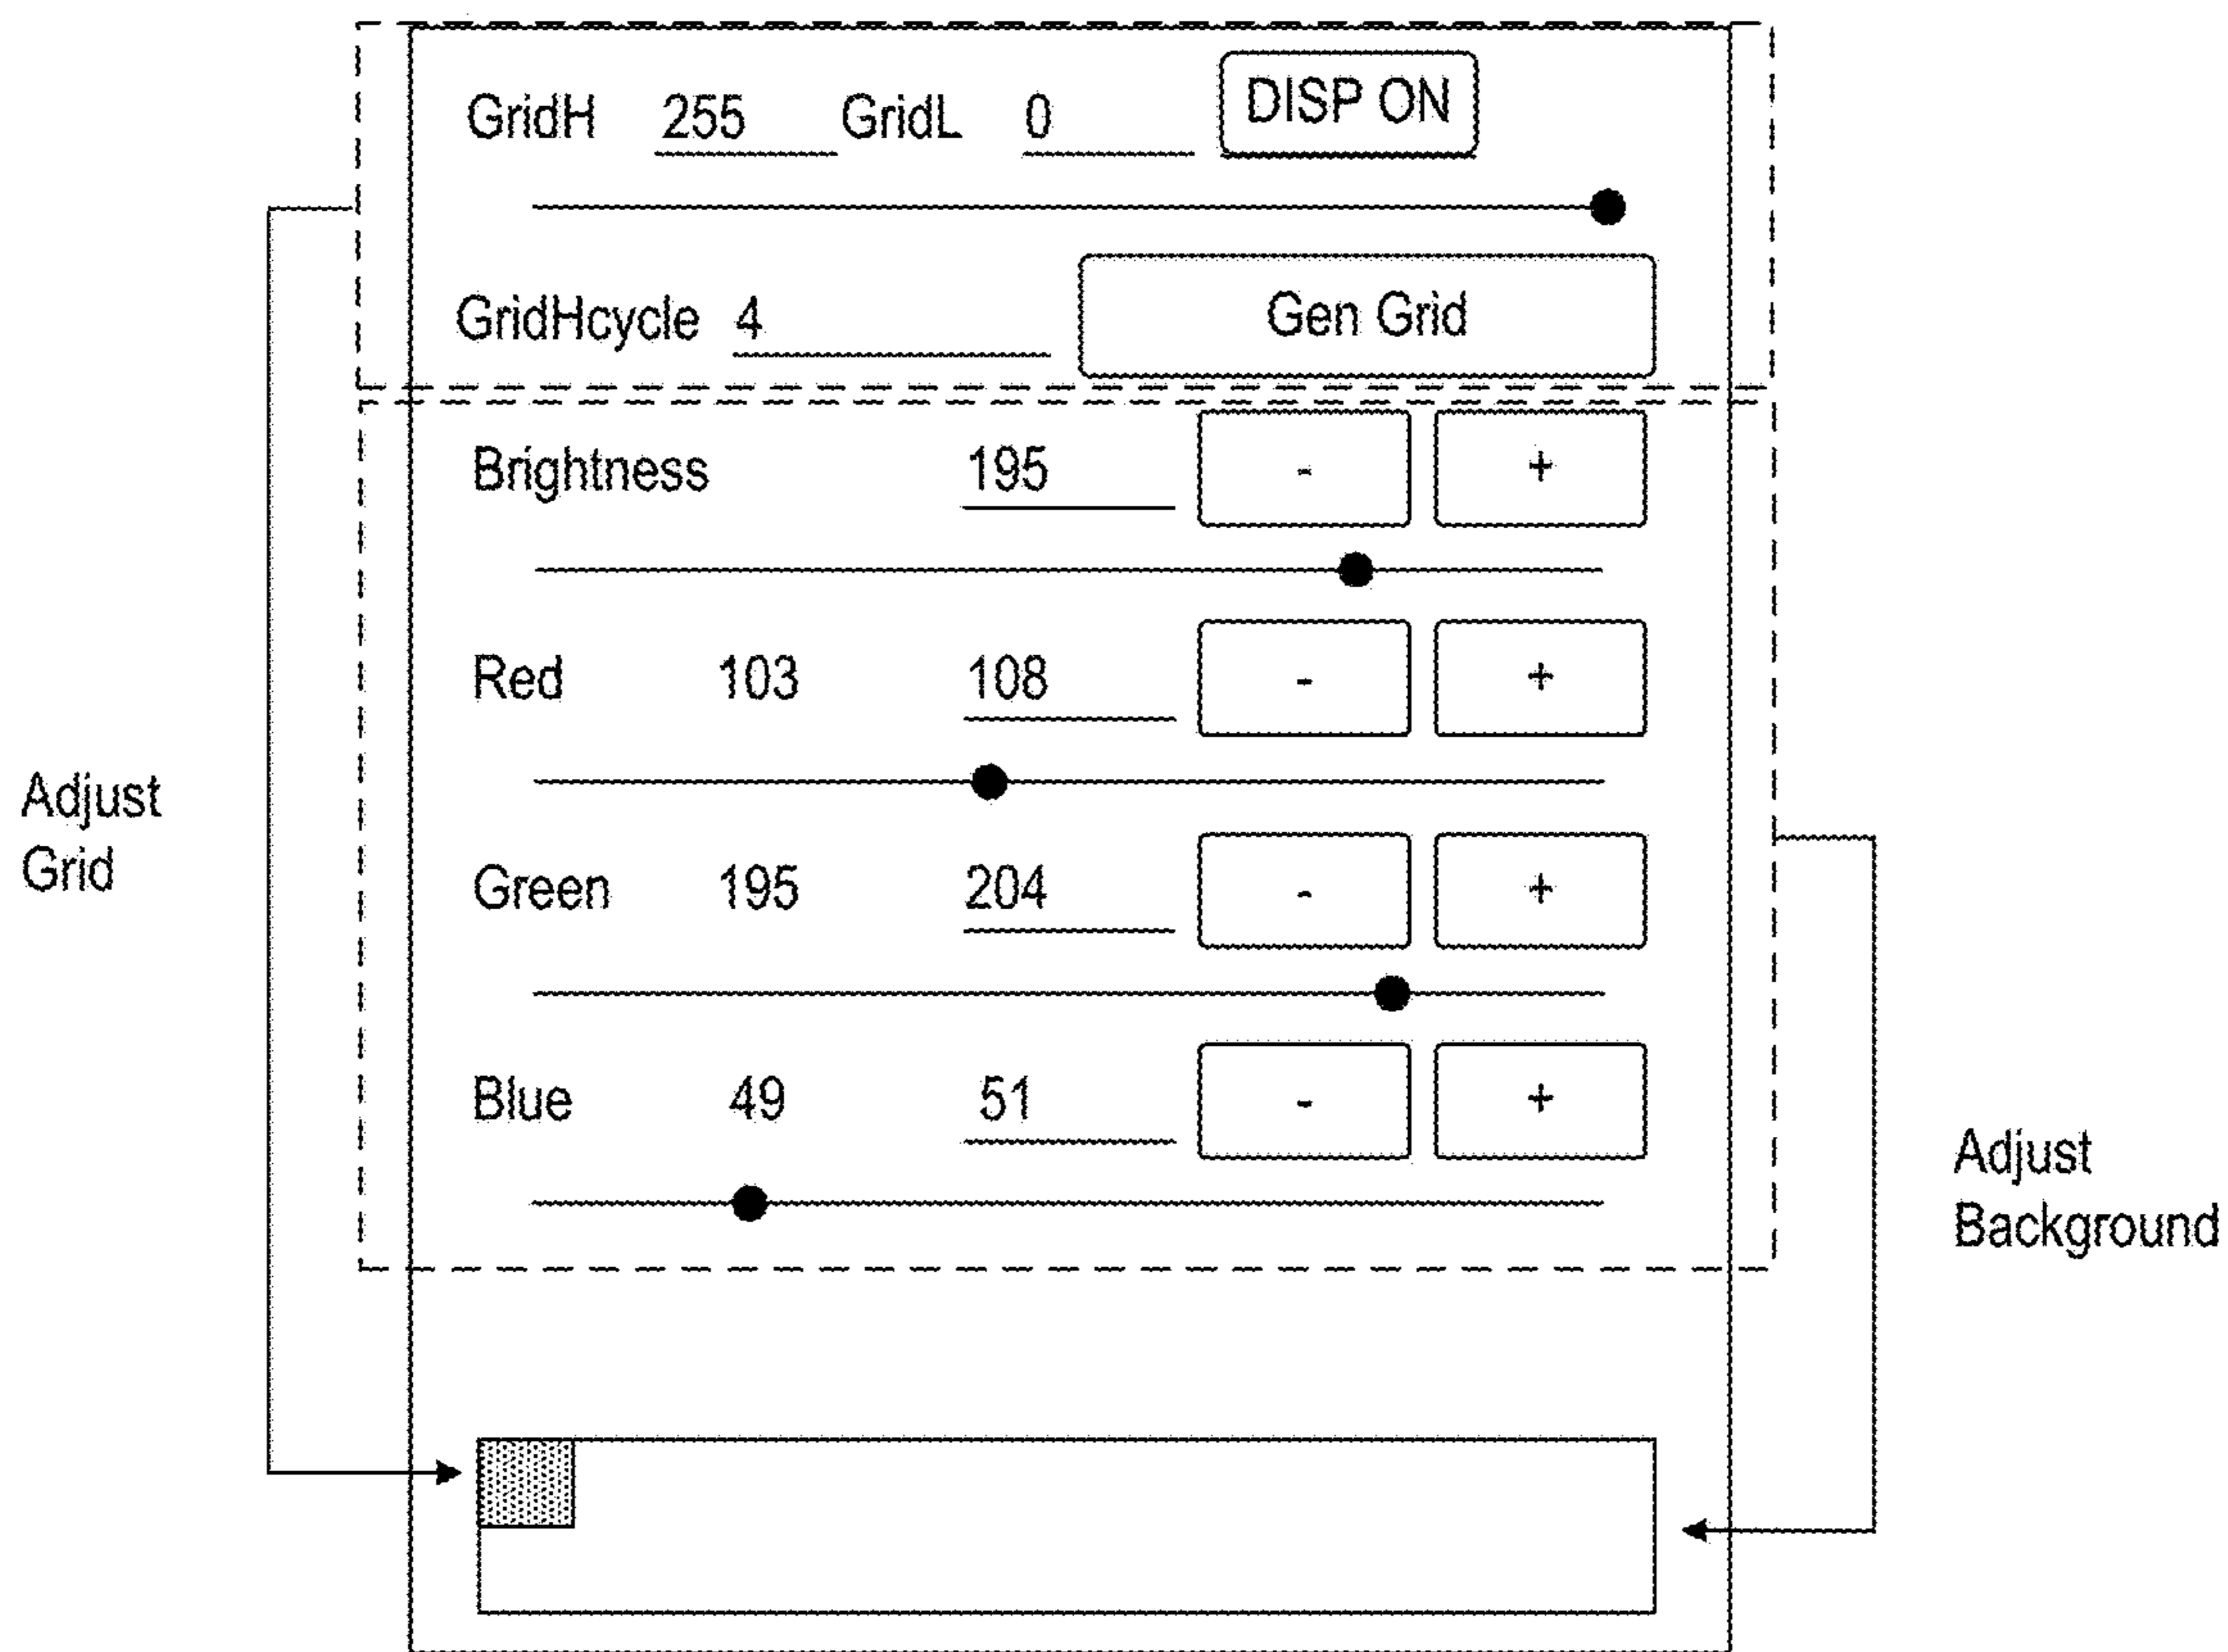 GridH 255 GridL 0 DISP ON
GridHcycle 4 Gen Grid
Brightness 195 - +
Red 103 108 - +
Adjust
Grid
Green 195 204 - +
Blue 49 51 - +
Adjust
Background